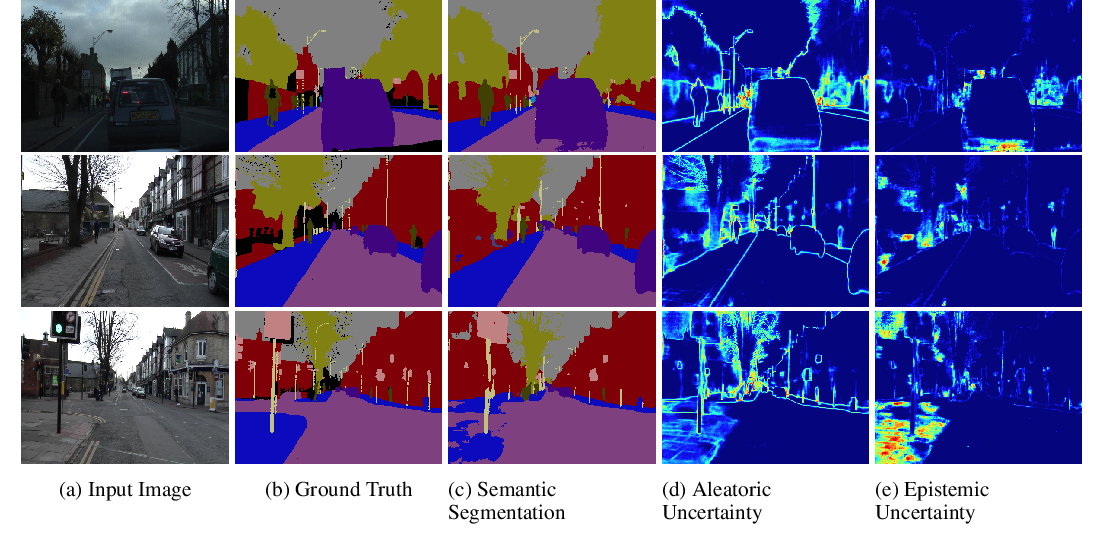 (a) Input Image
(b) Ground Truth
(c) Semantic
Segmentation
(d) Aleatoric
Uncertainty
(e) Epistemic
Uncertainty